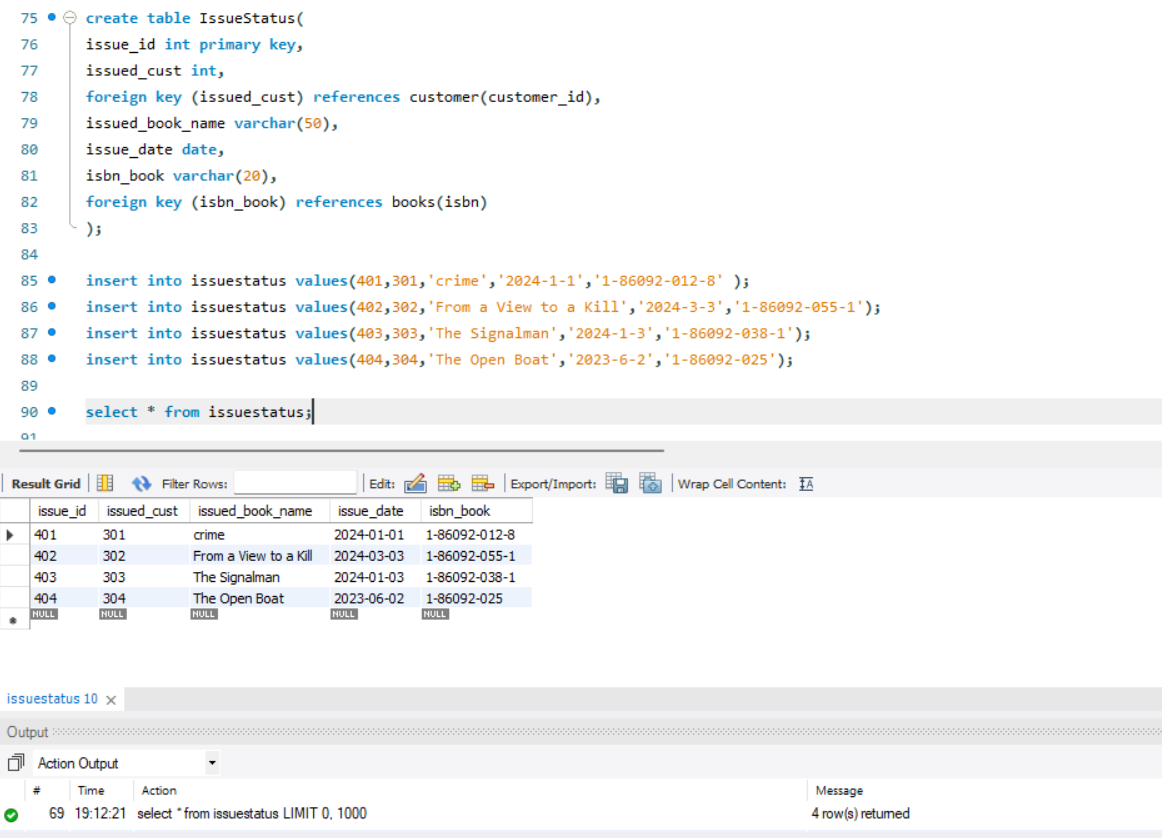 75 create table IssueStatus(
76 issue_id int primary key,
77 issued_cust int,
78 foreign key (issued_cust) references customer(customer_id),
79 issued_book_name varchar(50),
80 issue_date date,
81 isbn_book varchar(20),
82 foreign key (isbn_book) references books(isbn)
83 );
84
85 insert into issuestatus values(401,301,'crime','2024-1-1','1-86092-012-8' );
86 insert into issuestatus values(402,302,'From a View to a Kill','2024-3-3','1-86092-055-1');
87 insert into issuestatus values(403,303,'The Signalman','2024-1-3','1-86092-038-1');
88 insert into issuestatus values(404,304,'The Open Boat','2023-6-2','1-86092-025');
89
90 select * from issuestatus;
91
Result Grid Filter Rows: Edit: Export/Import: Wrap Cell Content: IA
issue_id issued_cust issued_book_name issue_date isbn_book
401 301 crime 2024-01-01 1-86092-012-8
402 302 From a View to a Kill 2024-03-03 1-86092-055-1
403 303 The Signalman 2024-01-03 1-86092-038-1
404 304 The Open Boat 2023-06-02 1-86092-025
NULL NULL NULL NULL NULL
issuestatus 10
Output
Action Output
# Time Action Message
69 19:12:21 select * from issuestatus LIMIT 0, 1000 4 row(s) returned